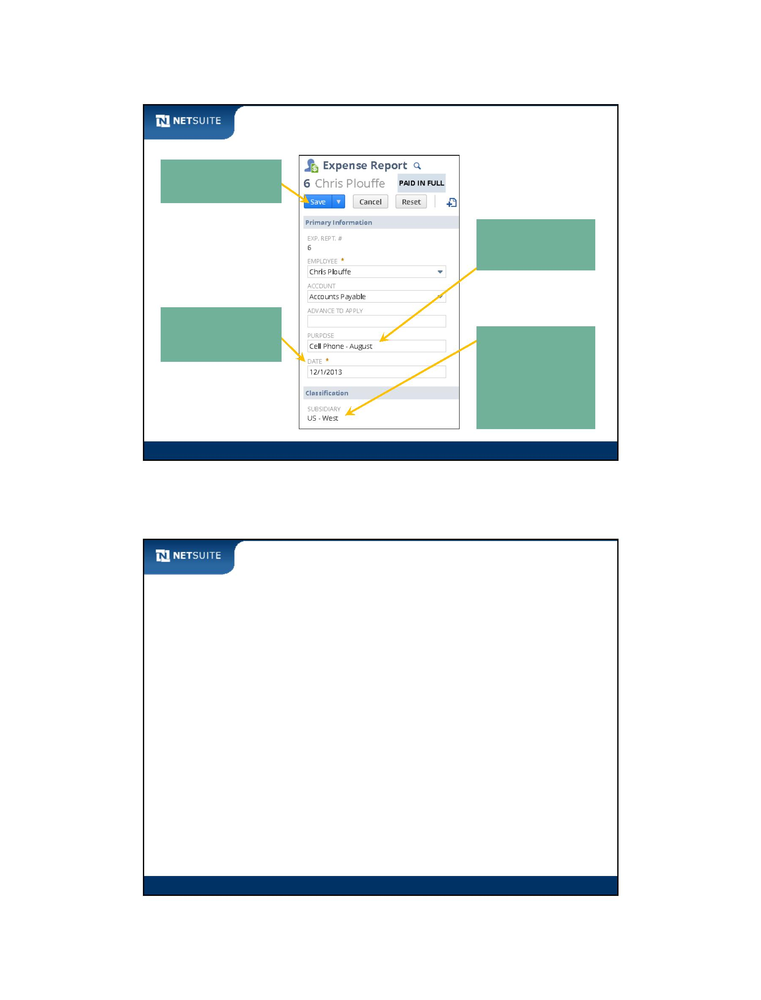 NETSUITE
Expense Report
6 Chris Plouffe PAID IN FULL
Save Cancel Reset
Primary Information
EXP. REPT. #
6
EMPLOYEE *
Chris Plouffe
ACCOUNT
Accounts Payable
ADVANCE TO APPLY
PURPOSE
Cell Phone - August
DATE *
12/1/2013
Classification
SUBSIDIARY
US - West
NETSUITE